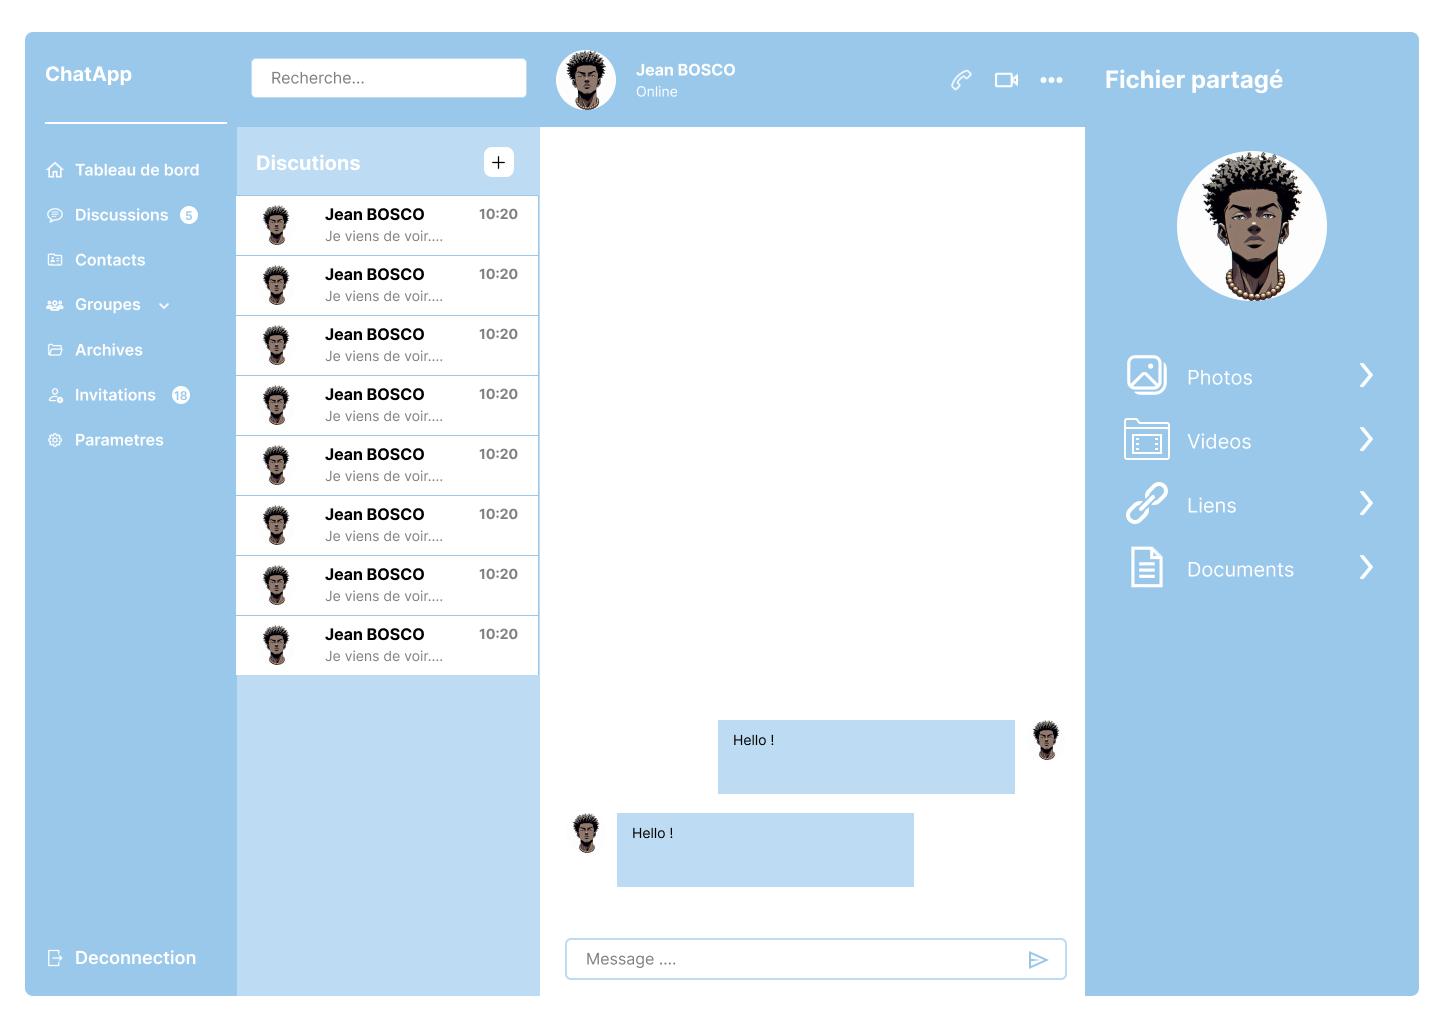 ChatApp
Tableau de bord
Discussions 5
Contacts
Groupes
Archives
Invitations 18
Parametres
Deconnection
Recherche...
Discutions
Jean BOSCO 10:20
Je viens de voir....
Jean BOSCO 10:20
Je viens de voir....
Jean BOSCO 10:20
Je viens de voir....
Jean BOSCO 10:20
Je viens de voir....
Jean BOSCO 10:20
Je viens de voir....
Jean BOSCO 10:20
Je viens de voir....
Jean BOSCO 10:20
Je viens de voir....
Jean BOSCO 10:20
Je viens de voir....
Jean BOSCO
Online
Hello !
Hello !
Message ....
Fichier partagé
Photos
Videos
Liens
Documents